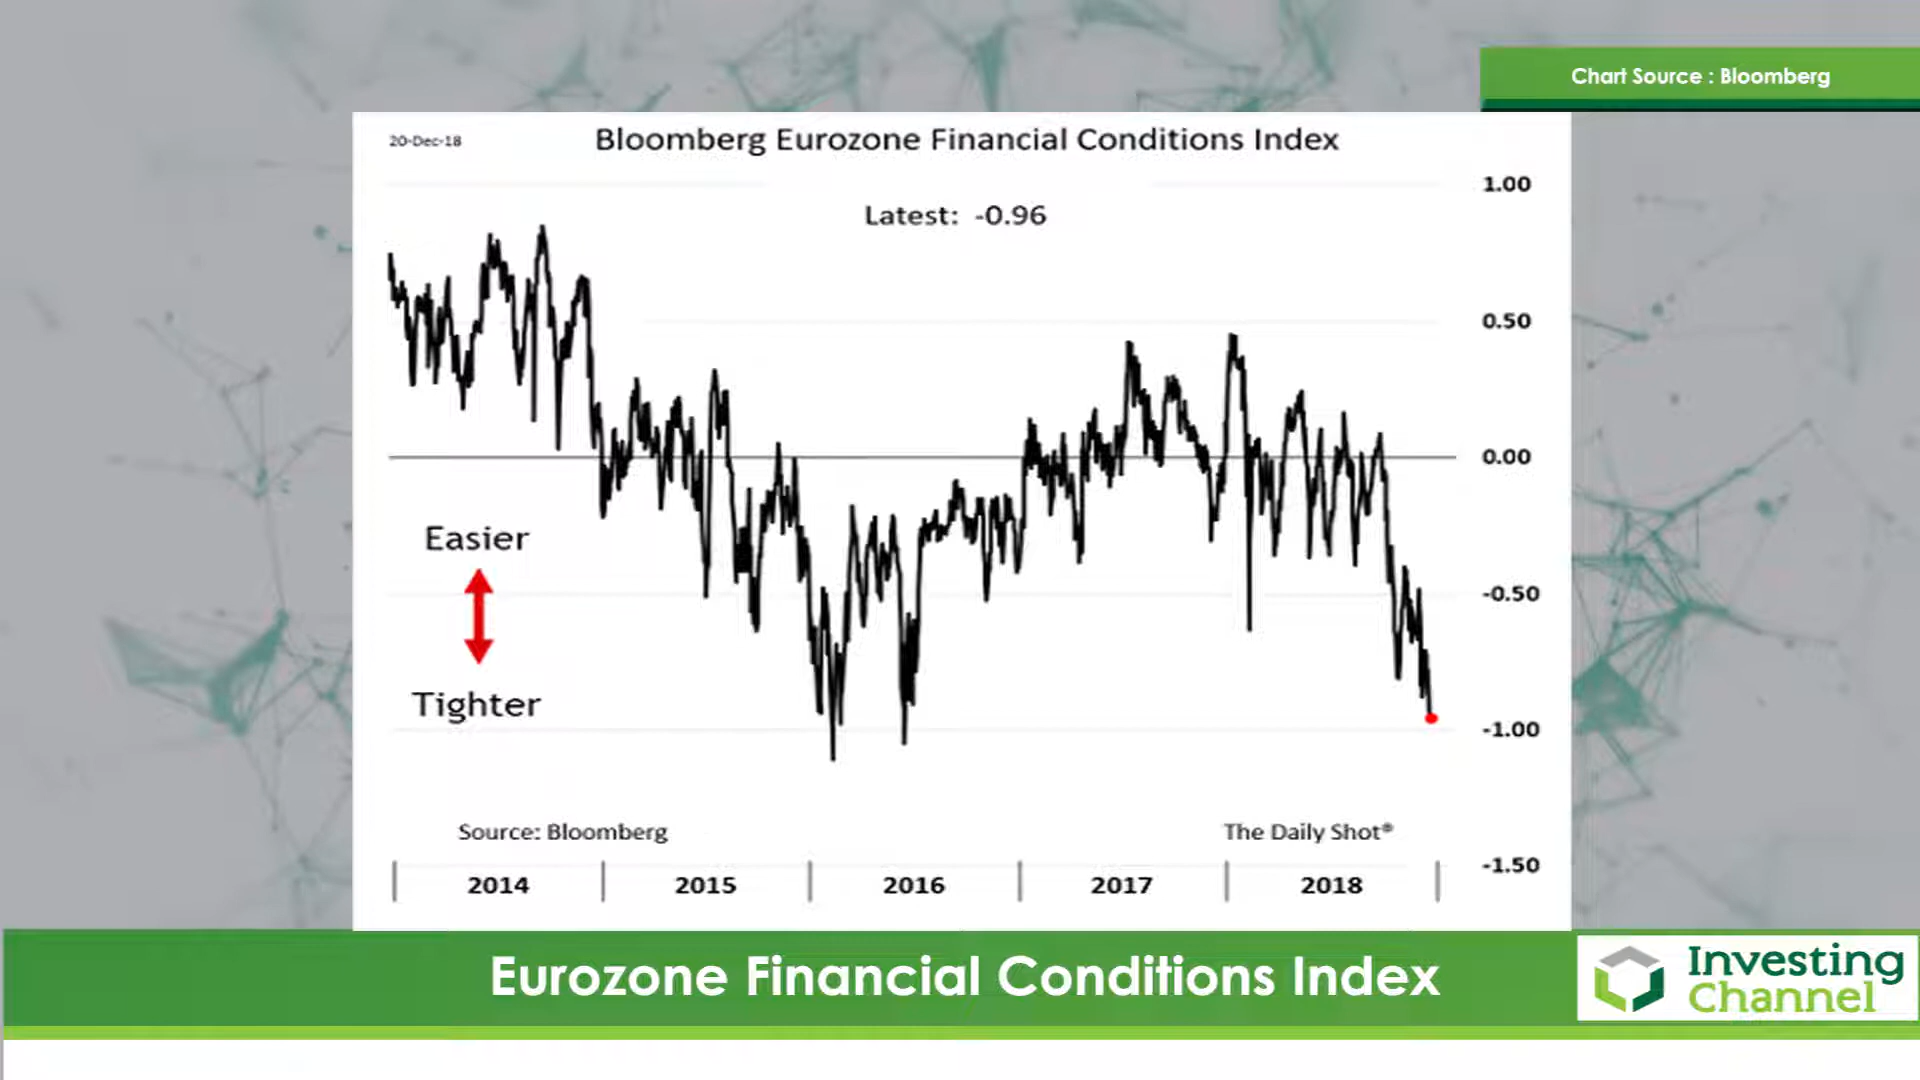 Chart Source : Bloomberg
20-Dec-18
Bloomberg Eurozone Financial Conditions Index
1.00
Latest: -0.96
0.50
0.00
Easier
-0.50
Tighter
-1.00
Source: Bloomberg
The Daily Shot®
-1.50
2014
2015
2016
2017
2018
Eurozone Financial Conditions Index
Investing
Channel